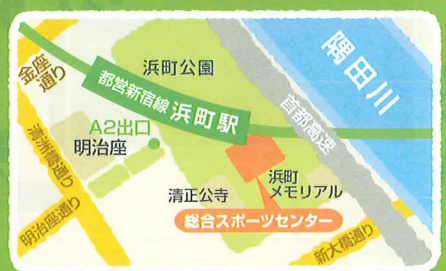 金座
通り
浜町公園
隅田川
都営新宿線 浜町駅
首都高速
A2出口
明治座
清洲橋通り
清正公寺
浜町
メモリアル
総合スポーツセンター
明治座通り
新大橋通り